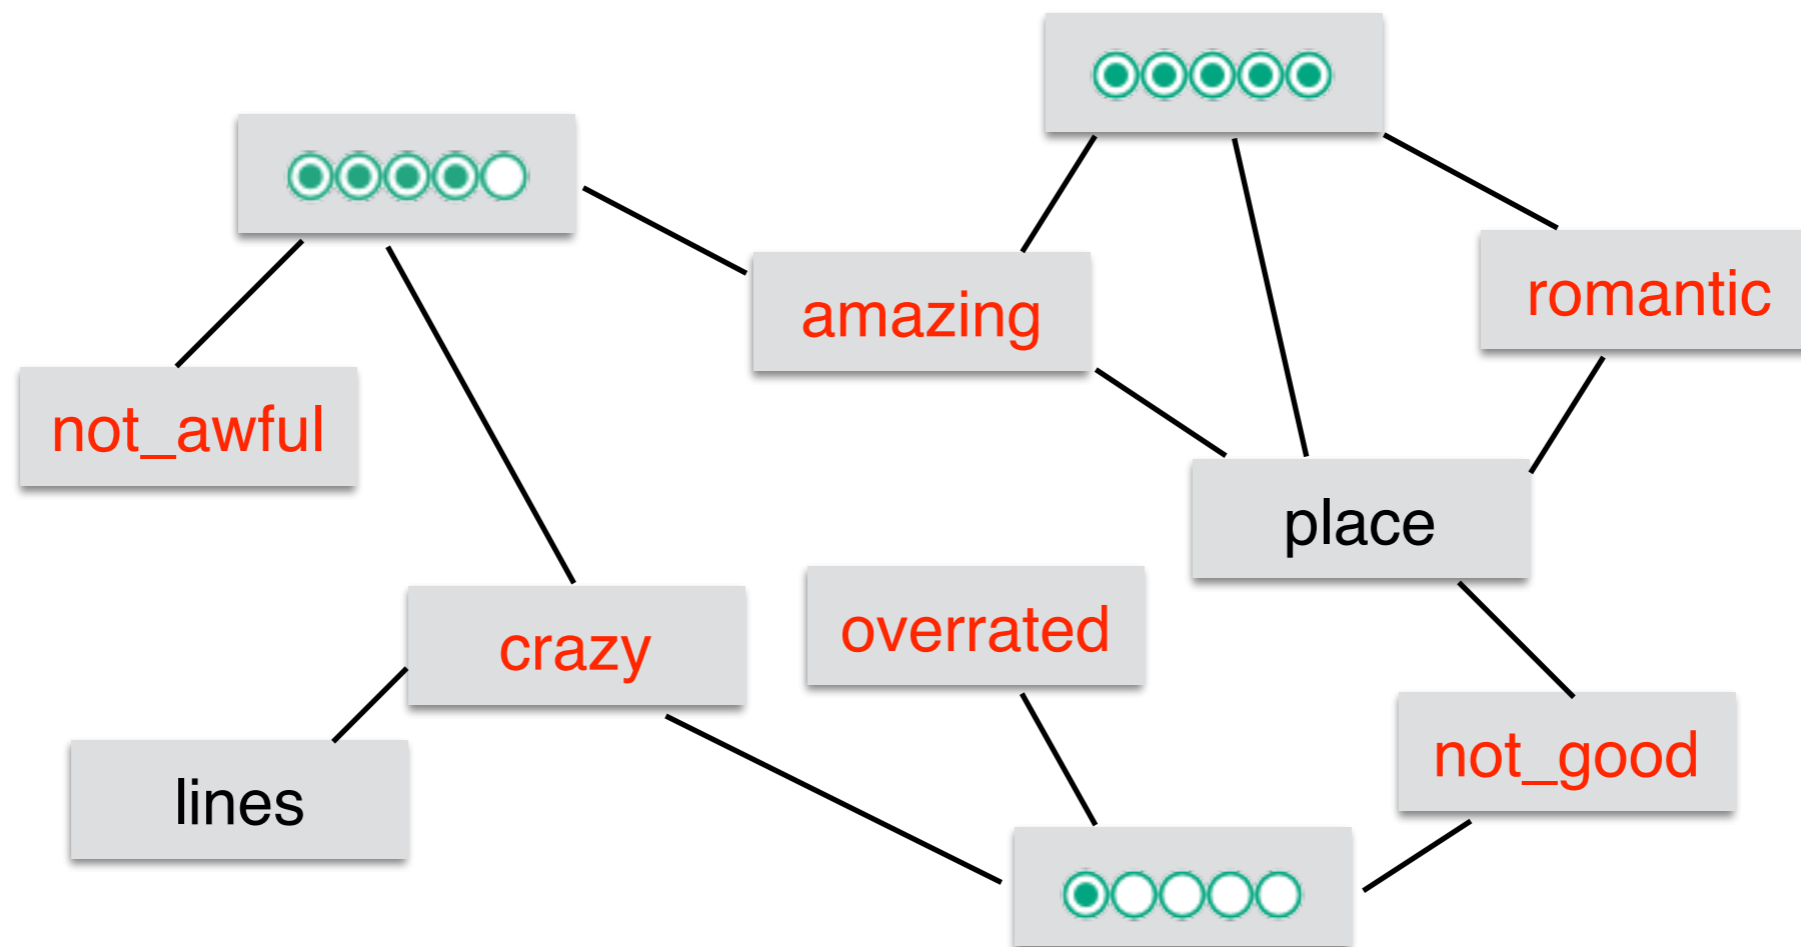 amazing
romantic
not_awful
place
crazy
overrated
not_good
lines